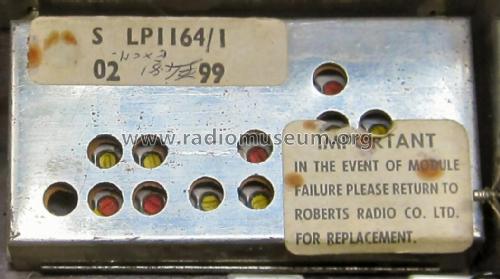 S LP1164/1
Exch.
02 99
www.radiomuseum.org
IMPORTANT
IN THE EVENT OF MODULE
FAILURE PLEASE RETURN TO
ROBERTS RADIO CO. LTD.
FOR REPLACEMENT.